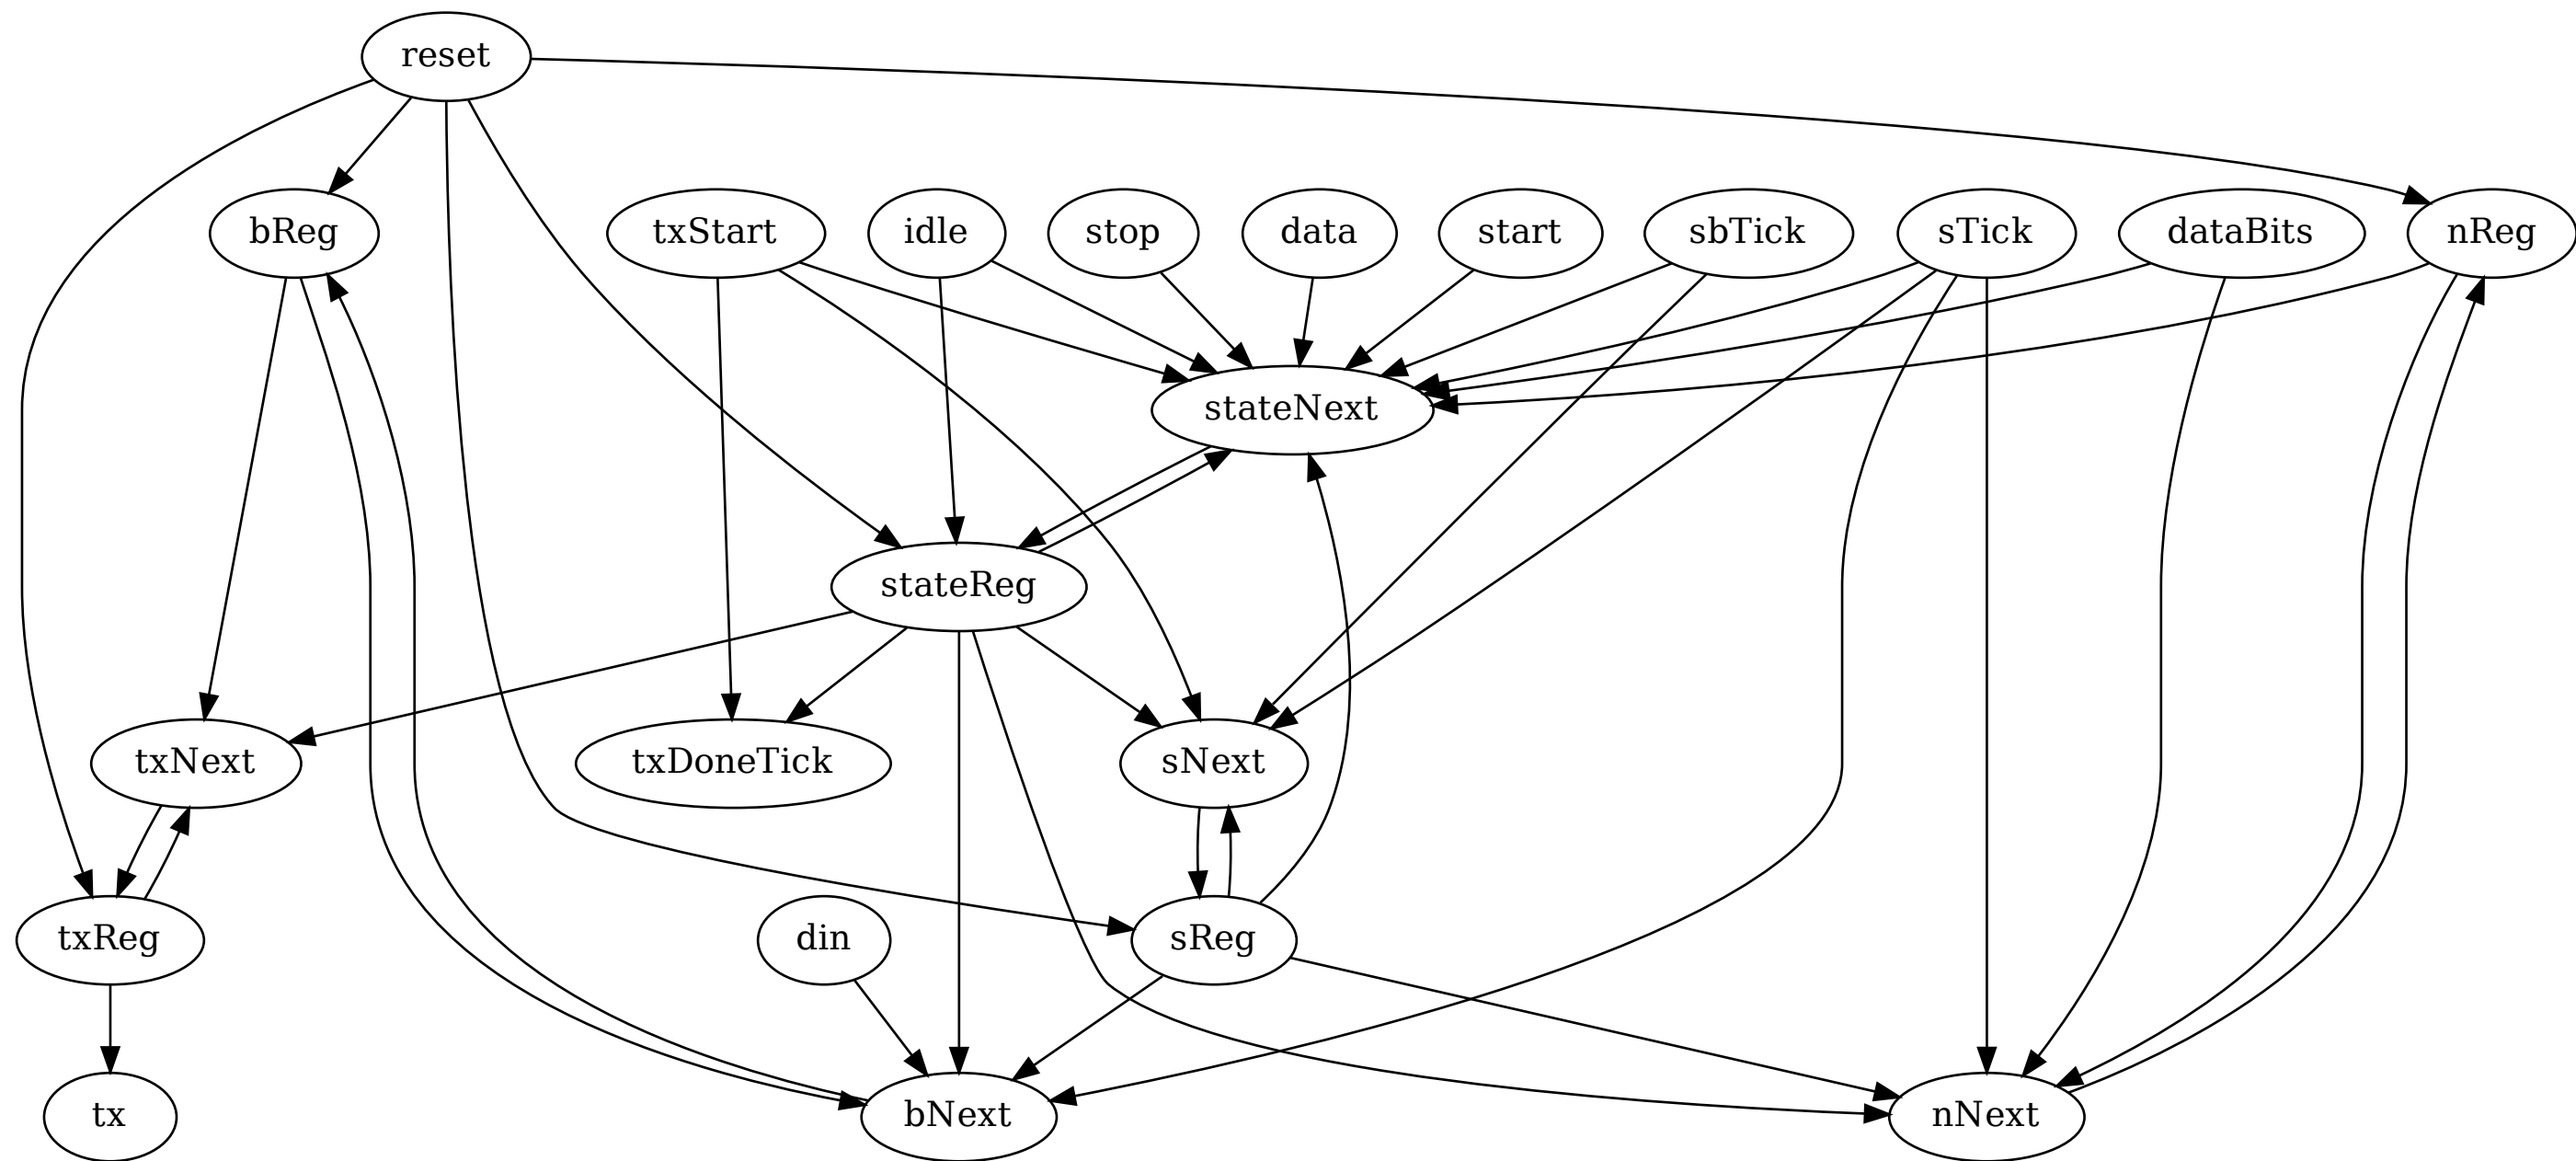 reset
bReg
txStart
idle
stop
data
start
sbTick
sTick
dataBits
nReg
stateNext
stateReg
txNext
txDoneTick
sNext
txReg
din
sReg
tx
bNext
nNext